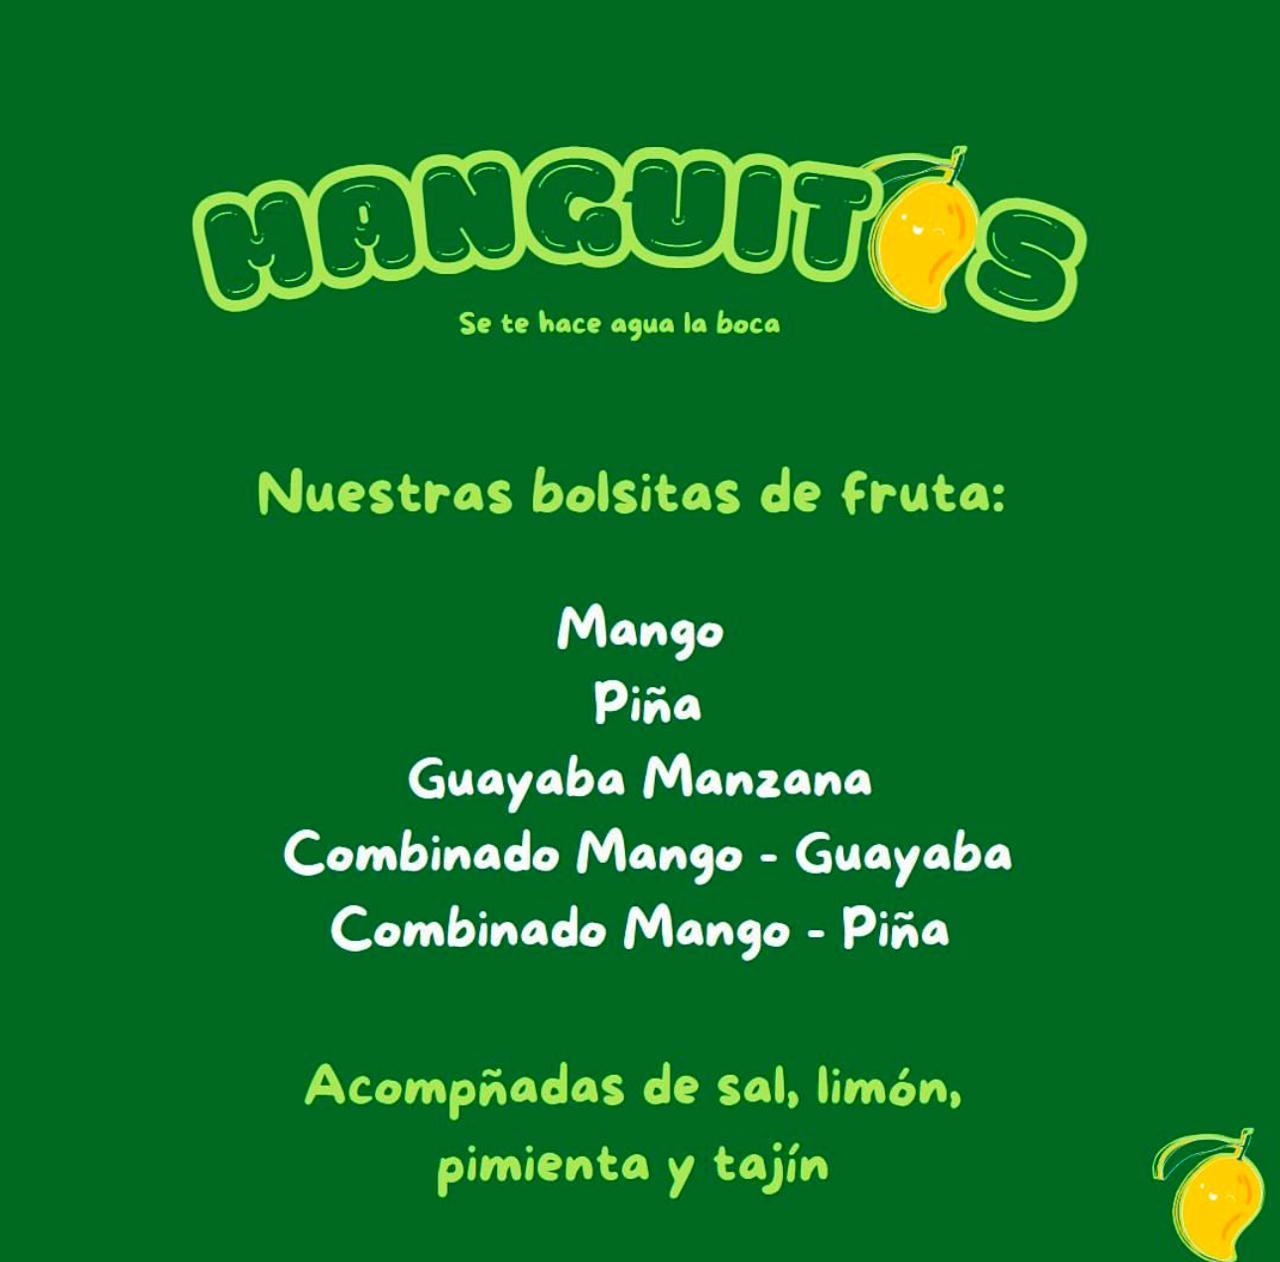 MANGUITOS
Se te hace agua la boca
Nuestras bolsitas de fruta:
Mango
Piña
Guayaba Manzana
Combinado Mango - Guayaba
Combinado Mango - Piña
Acompñadas de sal, limón,
pimienta y tajín